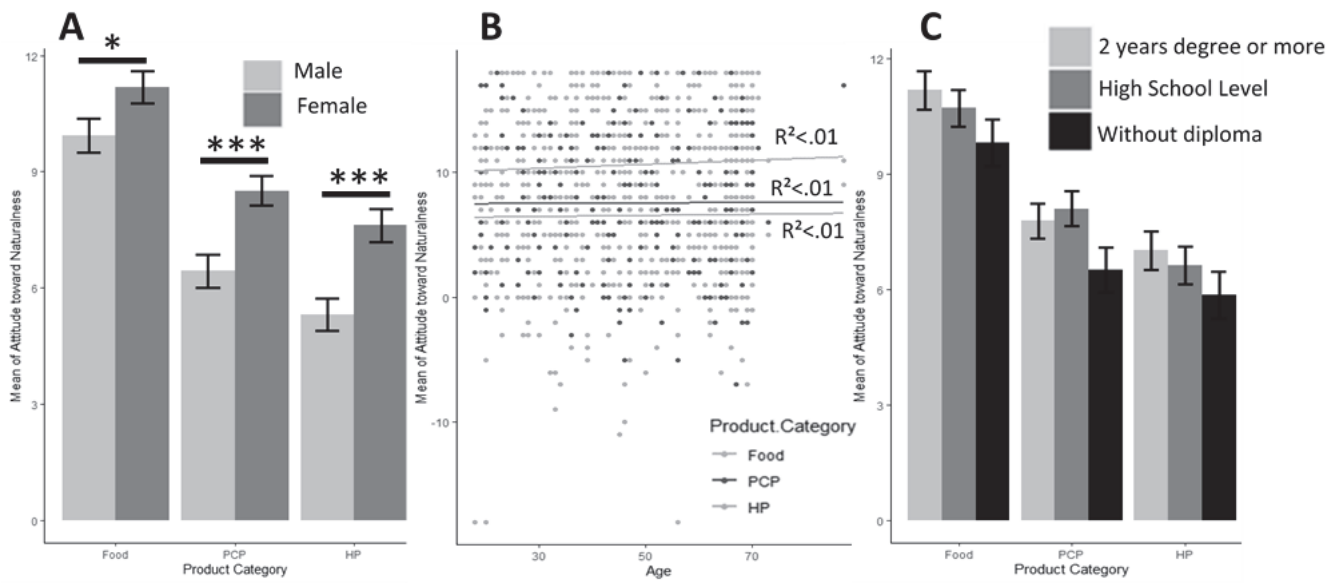 A
*
***
***
Male
Female
12
9
6
3
0
Mean of Attitude toward Naturalness
Food
PCP
HP
Product Category
B
R²<.01
R²<.01
R²<.01
10
0
-10
Mean of Attitude toward Naturalness
Product.Category
Food
PCP
HP
30
50
70
Age
C
2 years degree or more
High School Level
Without diploma
12
9
6
3
0
Mean of Attitude toward Naturalness
Food
PCP
HP
Product Category